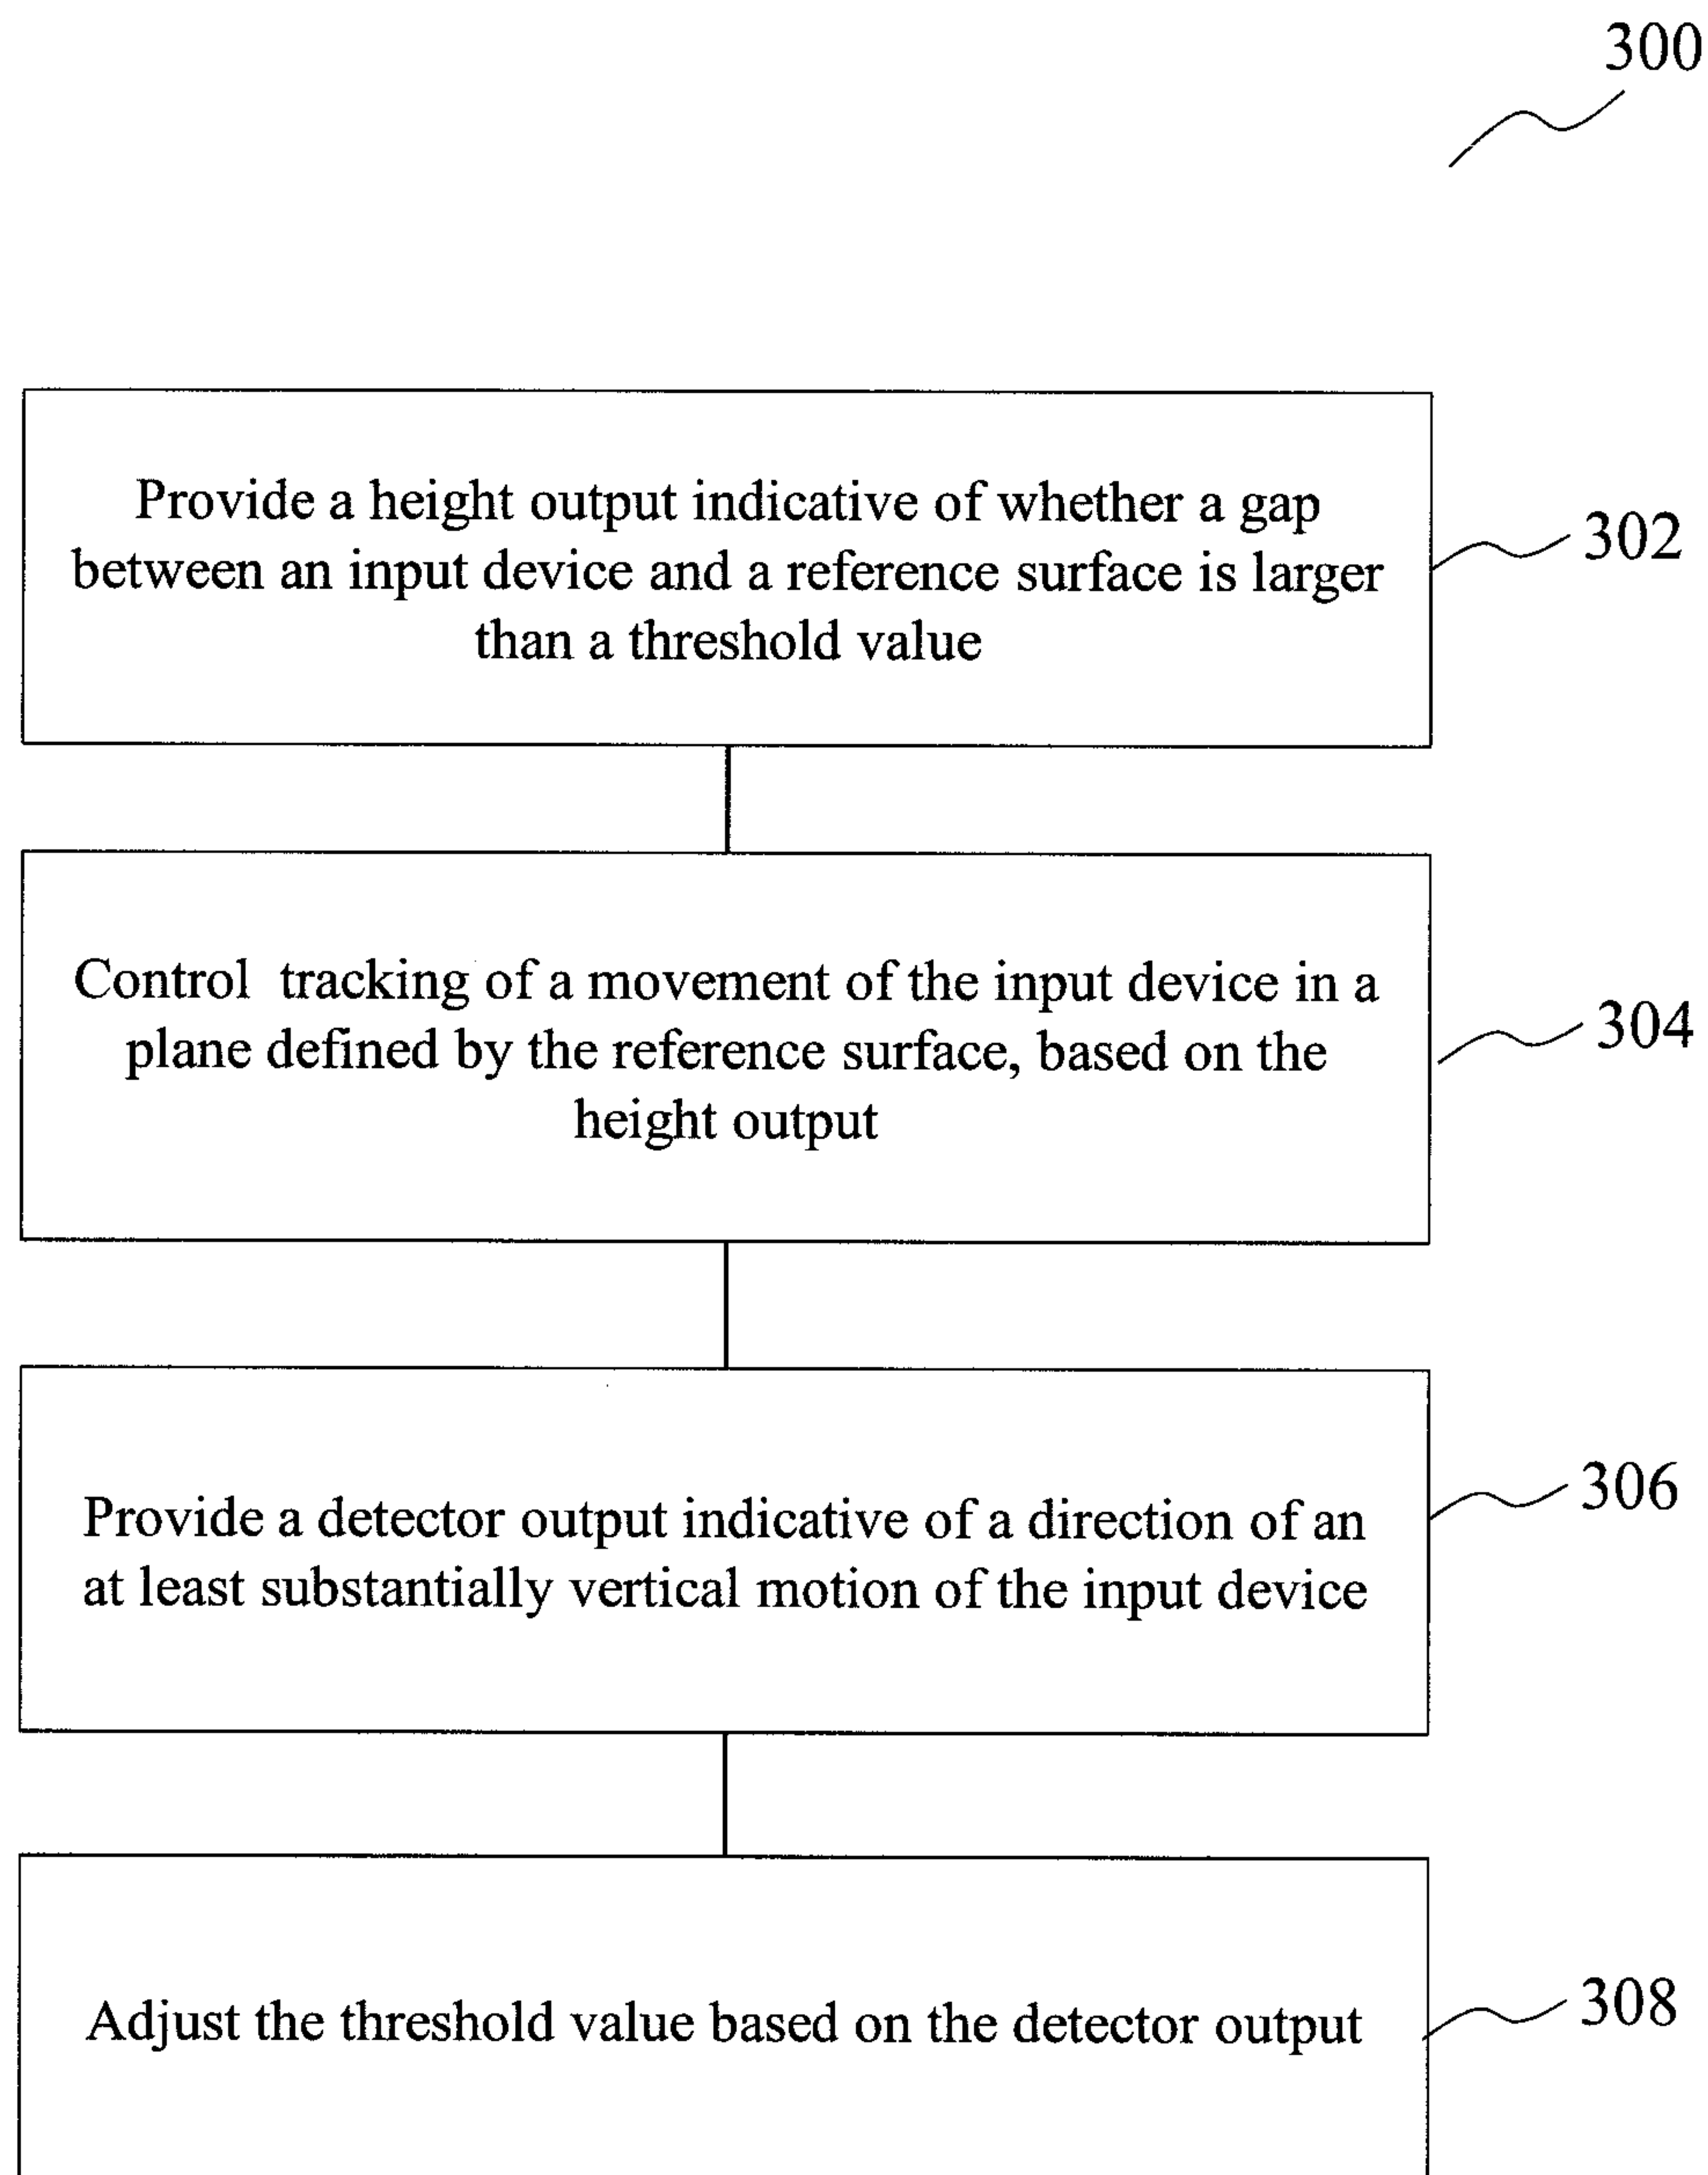 300
Provide a height output indicative of whether a gap
between an input device and a reference surface is larger
than a threshold value
302
Control tracking of a movement of the input device in a
plane defined by the reference surface, based on the
height output
304
Provide a detector output indicative of a direction of an
at least substantially vertical motion of the input device
306
Adjust the threshold value based on the detector output
308